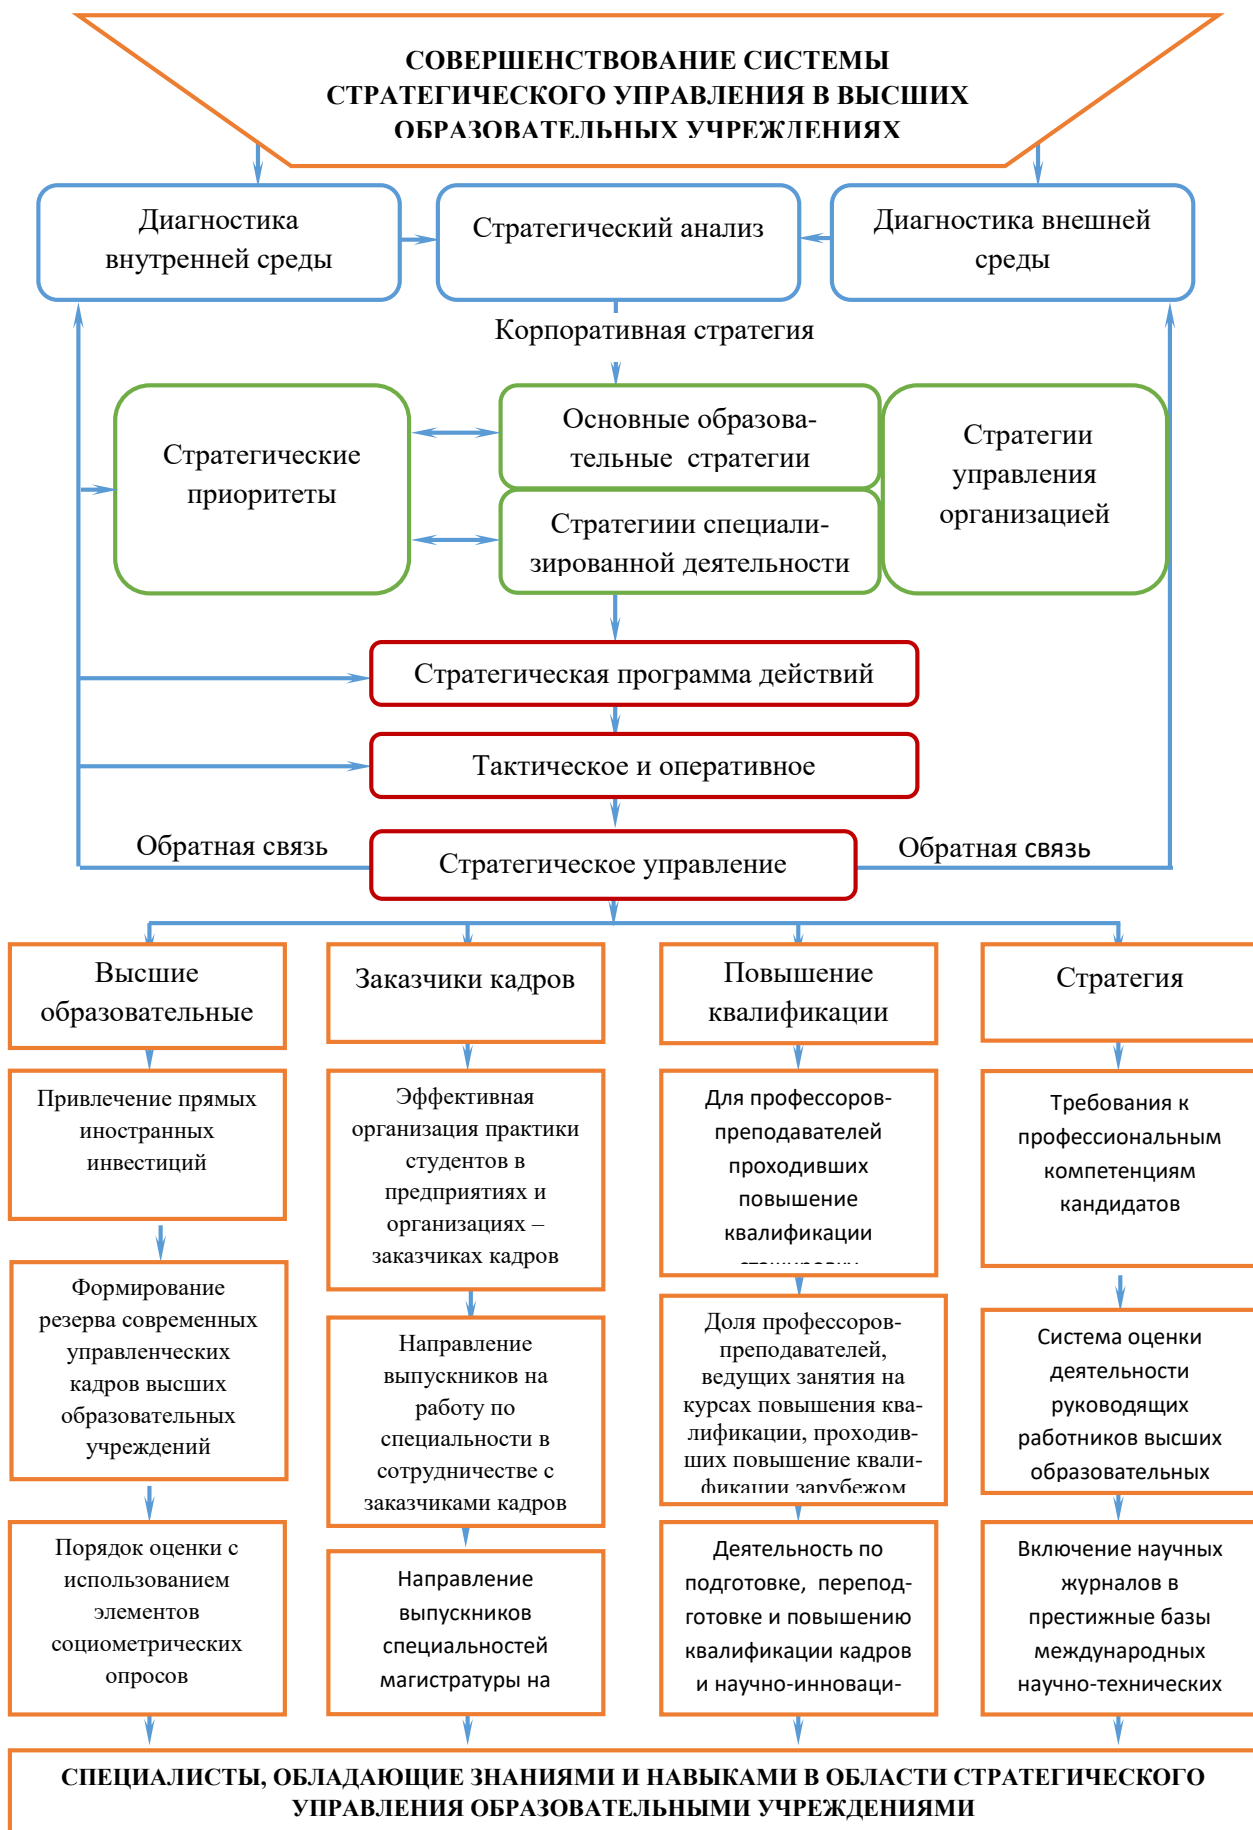 СОВЕРШЕНСТВОВАНИЕ СИСТЕМЫ
СТРАТЕГИЧЕСКОГО УПРАВЛЕНИЯ В ВЫСШИХ
ОБРАЗОВАТЕЛЬНЫХ УЧРЕЖДЕНИЯХ
Диагностика
внутренней среды
Стратегический анализ
Диагностика внешней
среды
Корпоративная стратегия
Стратегические
приоритеты
Основные образова-
тельные стратегии
Стратегиии специали-
зированной деятельности
Стратегии
управления
организацией
Стратегическая программа действий
Тактическое и оперативное
Обратная связь
Стратегическое управление
Обратная связь
Высшие
образовательные
Заказчики кадров
Повышение
квалификации
Стратегия
Привлечение прямых
иностранных
инвестиций
Эффективная
организация практики
студентов в
предприятиях и
организациях –
заказчиках кадров
Для профессоров-
преподавателей
проходивших
повышение
квалификации
стажировку
Требования к
профессиональным
компетенциям
кандидатов
Формирование
резерва современных
управленческих
кадров высших
образовательных
учреждений
Направление
выпускников на
работу по
специальности в
сотрудничестве с
заказчиками кадров
Доля профессоров-
преподавателей,
ведущих занятия на
курсах повышения ква-
лификации, проходив-
ших повышение квали-
фикации зарубежом
Система оценки
деятельности
руководящих
работников высших
образовательных
Порядок оценки с
использованием
элементов
социометрических
опросов
Направление
выпускников
специальностей
магистратуры на
Деятельность по
подготовке, перепод-
готовке и повышению
квалификации кадров
и научно-инноваци-
Включение научных
журналов в
престижные базы
международных
научно-технических
СПЕЦИАЛИСТЫ, ОБЛАДАЮЩИЕ ЗНАНИЯМИ И НАВЫКАМИ В ОБЛАСТИ СТРАТЕГИЧЕСКОГО
УПРАВЛЕНИЯ ОБРАЗОВАТЕЛЬНЫМИ УЧРЕЖДЕНИЯМИ